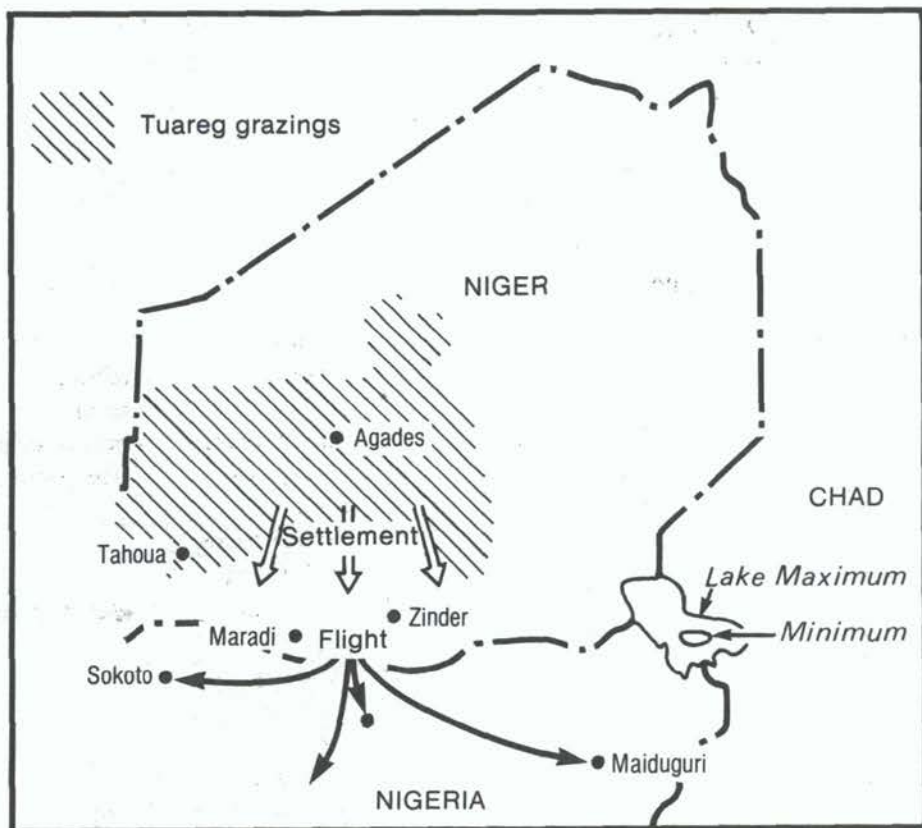 Tuareg grazings
NIGER
Agades
CHAD
Settlement
Tahoua
Lake Maximum
Zinder
Maradi
Flight
Minimum
Sokoto
Maiduguri
NIGERIA